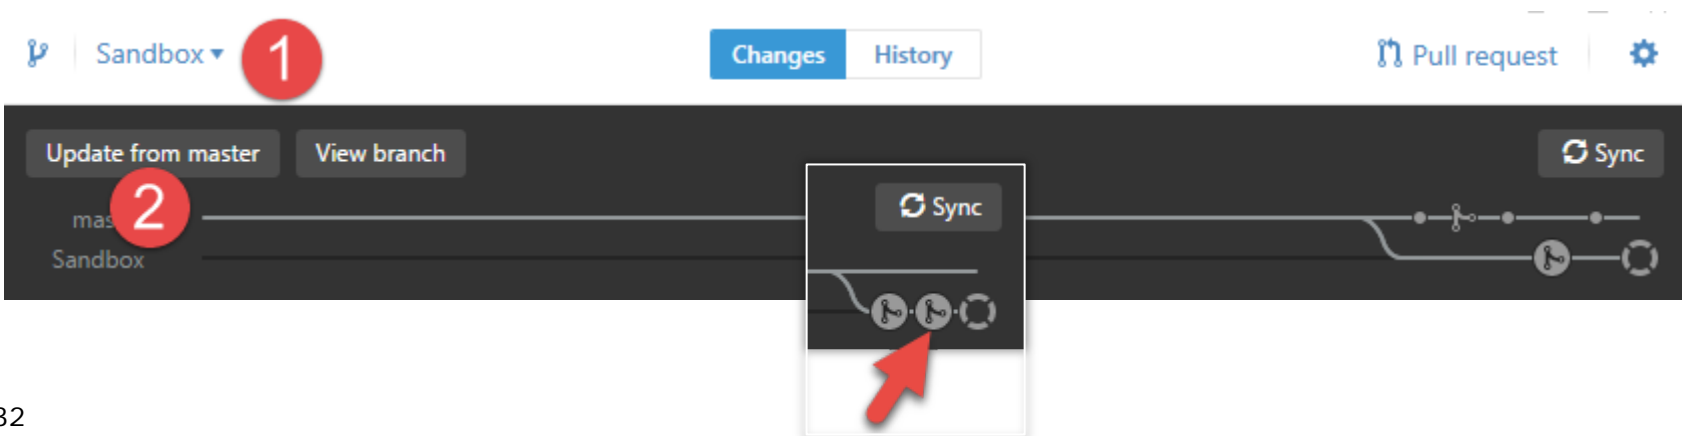 Sandbox
1
Changes
History
Pull request
Update from master
View branch
Sync
2
Sync
Sandbox
32